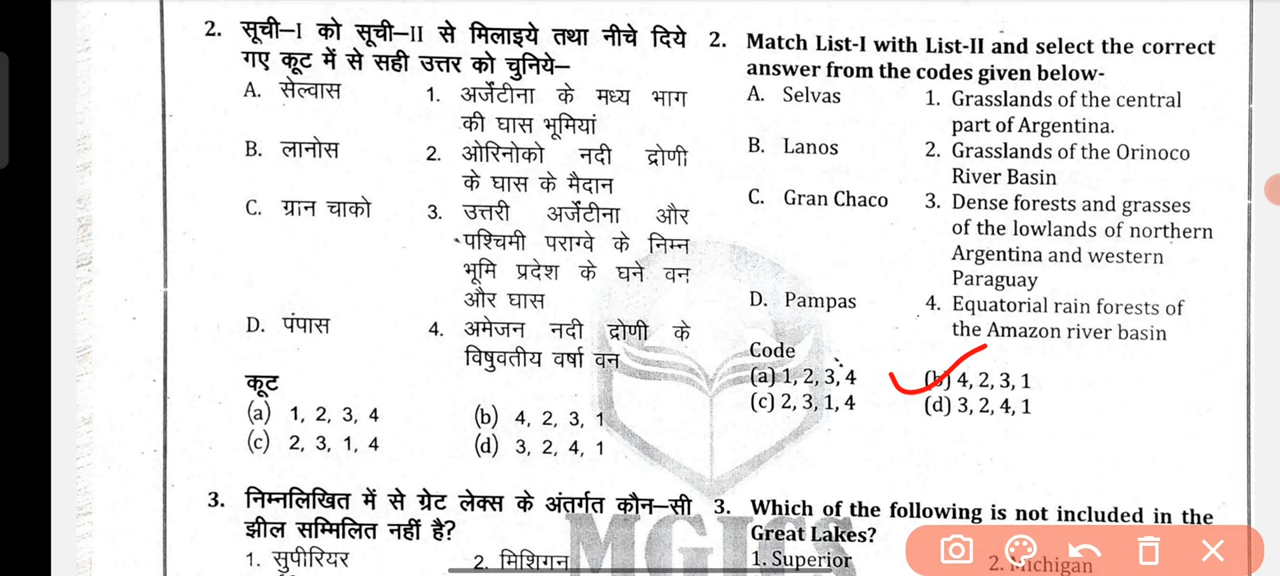 2. सूची–I को सूची–II से मिलाइये तथा नीचे दिये
गए कूट में से सही उत्तर को चुनिये–
A. सेल्वास 1. अर्जेंटीना के मध्य भाग
की घास भूमियां
B. लानोस 2. ओरिनोको नदी द्रोणी
के घास के मैदान
C. ग्रान चाको 3. उत्तरी अर्जेंटीना और
पश्चिमी पराग्वे के निम्न
भूमि प्रदेश के घने वन
और घास
D. पंपास 4. अमेजन नदी द्रोणी के
विषुवतीय वर्षा वन
कूट
(a) 1, 2, 3, 4 (b) 4, 2, 3, 1
(c) 2, 3, 1, 4 (d) 3, 2, 4, 1
3. निम्नलिखित में से ग्रेट लेक्स के अंतर्गत कौन–सी
झील सम्मिलित नहीं है?
1. सुपीरियर 2. मिशिगन
2. Match List-I with List-II and select the correct
answer from the codes given below-
A. Selvas 1. Grasslands of the central
part of Argentina.
B. Lanos 2. Grasslands of the Orinoco
River Basin
C. Gran Chaco 3. Dense forests and grasses
of the lowlands of northern
Argentina and western
Paraguay
D. Pampas 4. Equatorial rain forests of
the Amazon river basin
Code
(a) 1, 2, 3, 4 (b) 4, 2, 3, 1
(c) 2, 3, 1, 4 (d) 3, 2, 4, 1
3. Which of the following is not included in the
Great Lakes?
1. Superior 2. Michigan
MGICS